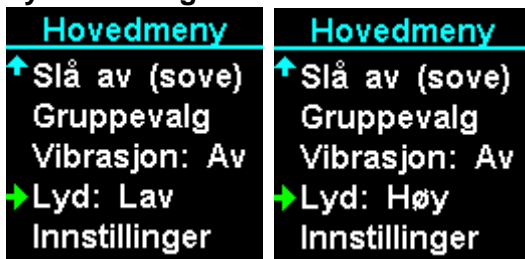 Hovedmeny
Slå av (sove)
Gruppevalg
Vibrasjon: Av
Lyd: Lav
Innstillinger
Hovedmeny
Slå av (sove)
Gruppevalg
Vibrasjon: Av
Lyd: Høy
Innstillinger